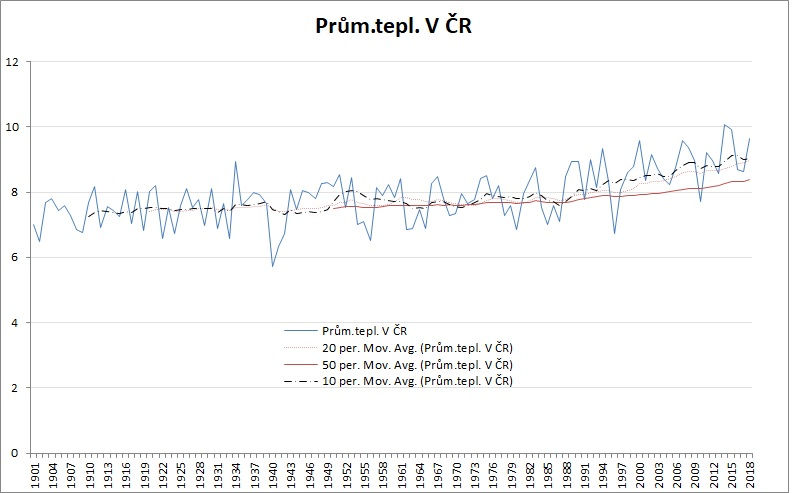 Prům.tepl. V ČR
12
10
8
6
4
2
0
Prům.tepl. V ČR
20 per. Mov. Avg. (Prům.tepl. V ČR)
50 per. Mov. Avg. (Prům.tepl. V ČR)
10 per. Mov. Avg. (Prům.tepl. V ČR)
1901 1904 1907 1910 1913 1916 1919 1922 1925 1928 1931 1934 1937 1940 1943 1946 1949 1952 1955 1958 1961 1964 1967 1970 1973 1976 1979 1982 1985 1988 1991 1994 1997 2000 2003 2006 2009 2012 2015 2018